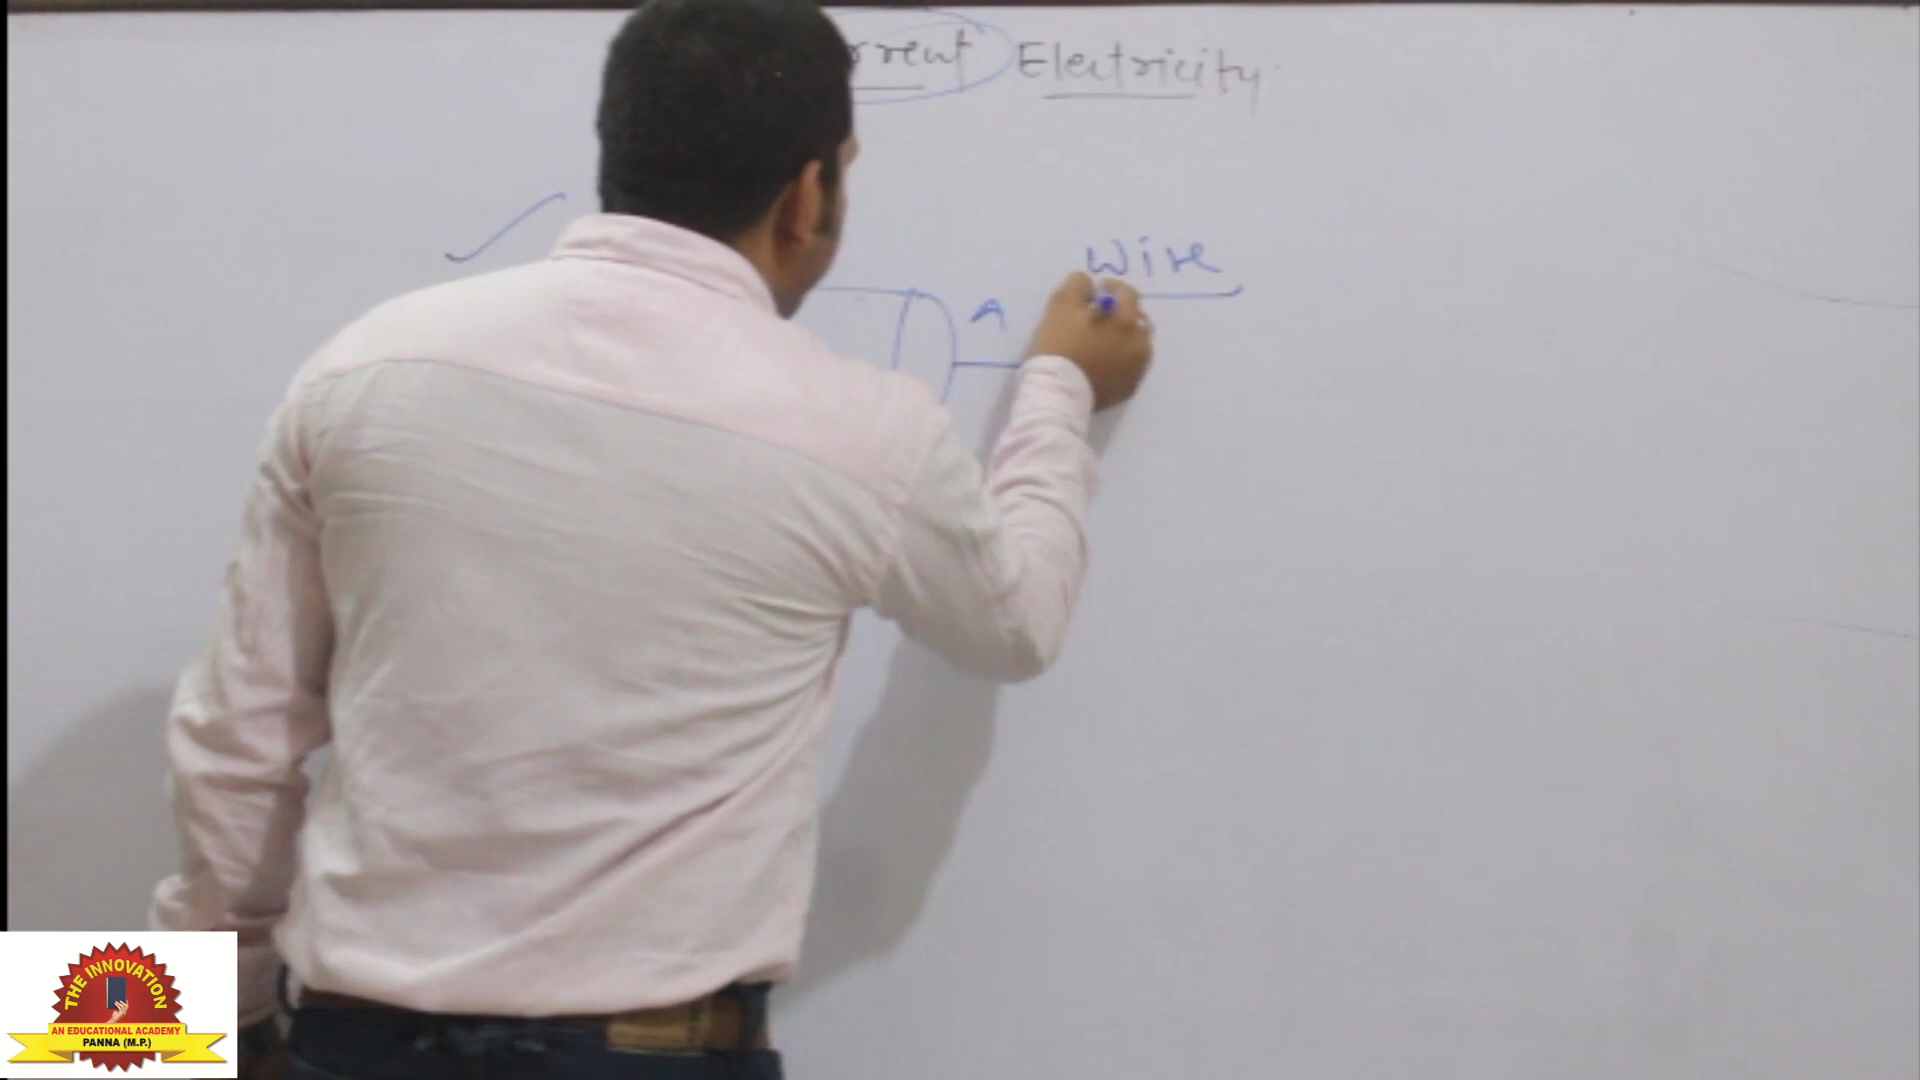 rrent Electricity
Wire
A
THE INNOVATION
AN EDUCATIONAL ACADEMY
PANNA (M.P.)